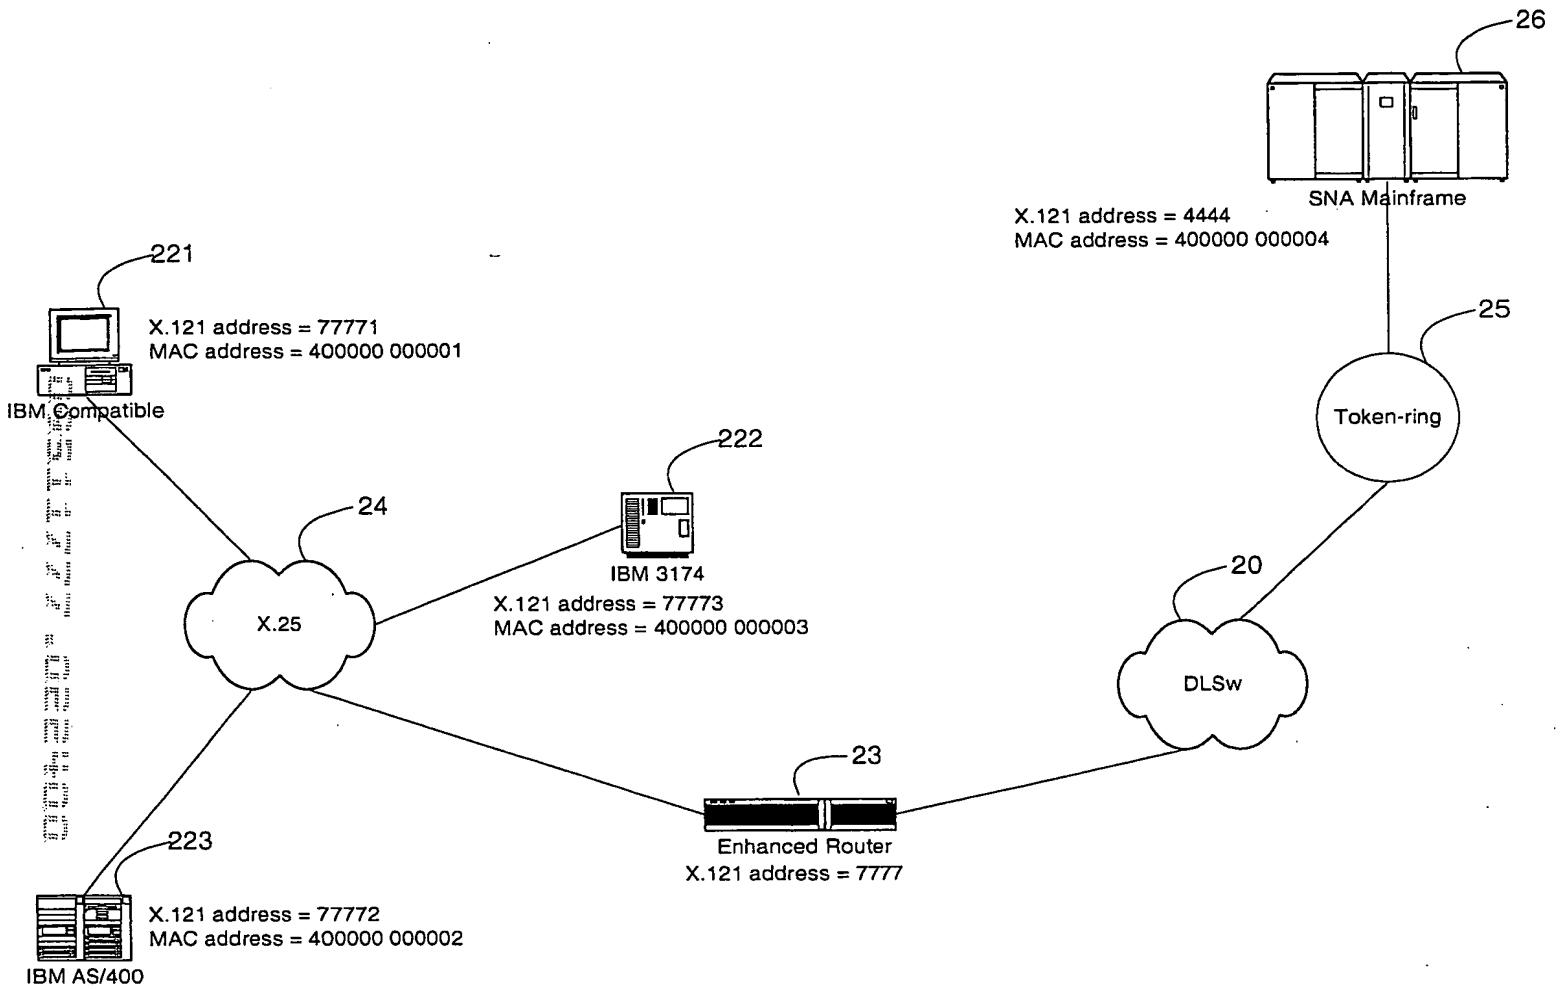 26
SNA Mainframe
X.121 address = 4444
MAC address = 400000 000004
221
X.121 address = 77771
MAC address = 400000 000001
IBM Compatible
25
Token-ring
222
IBM 3174
X.121 address = 77773
MAC address = 400000 000003
24
X.25
20
DLSw
23
Enhanced Router
X.121 address = 7777
223
X.121 address = 77772
MAC address = 400000 000002
IBM AS/400